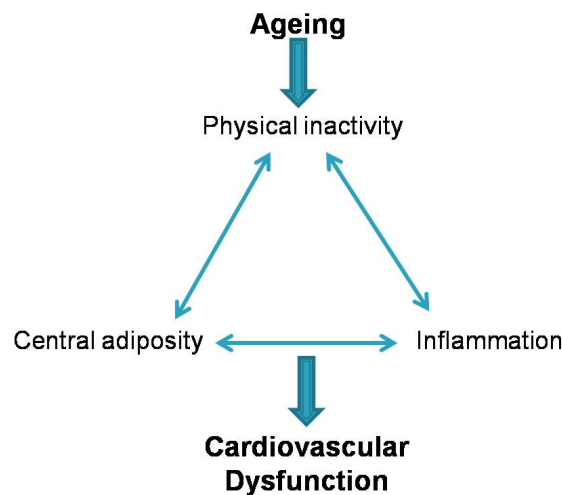 Ageing
Physical inactivity
Central adiposity
Inflammation
Cardiovascular
Dysfunction